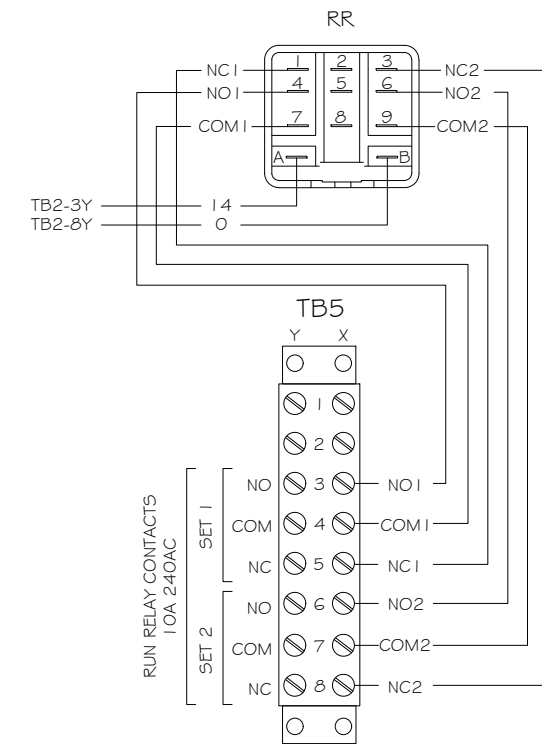 RR
1 2 3
NC1 NC2
4 5 6
NO1 NO2
7 8 9
COM1 COM2
A B
TB2-3Y 14
TB2-8Y 0
TB5
Y X
1
2
NO 3 NO1
COM 4 COM1
NC 5 NC1
NO 6 NO2
COM 7 COM2
NC 8 NC2
SET 1
SET 2
RUN RELAY CONTACTS
10A 240AC